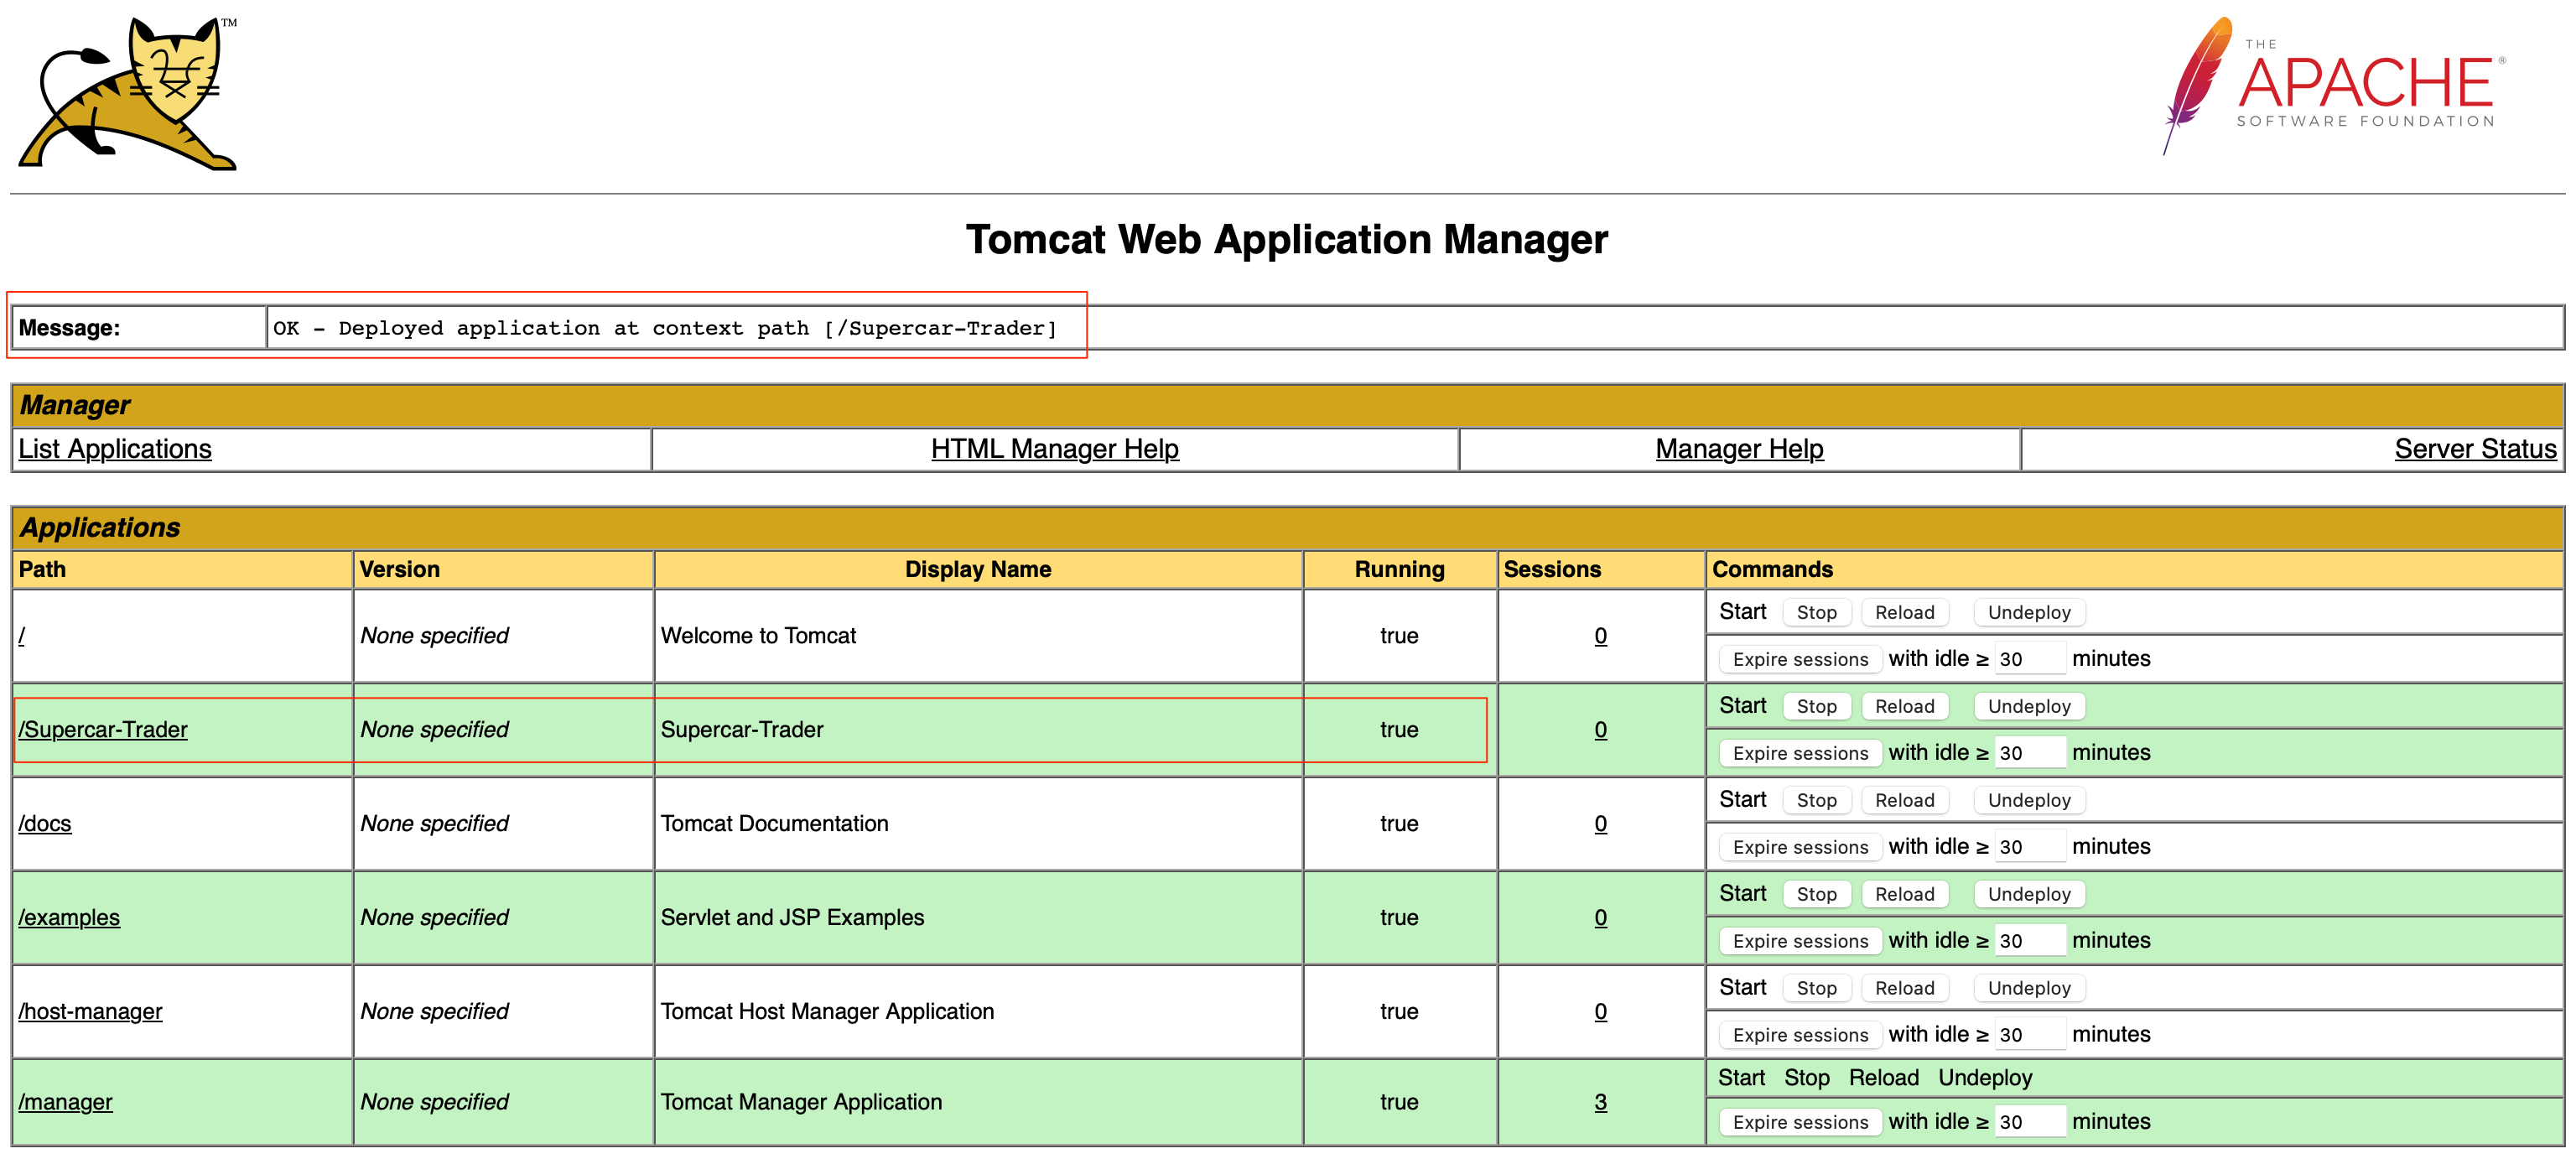 TM
THE
APACHE®
SOFTWARE FOUNDATION
Tomcat Web Application Manager
Message: OK - Deployed application at context path [/Supercar-Trader]
Manager
List Applications HTML Manager Help Manager Help Server Status
Applications
Path Version Display Name Running Sessions Commands
Start Stop Reload Undeploy
/ None specified Welcome to Tomcat true 0
Expire sessions with idle ≥ 30 minutes
Start Stop Reload Undeploy
/Supercar-Trader None specified Supercar-Trader true 0
Expire sessions with idle ≥ 30 minutes
Start Stop Reload Undeploy
/docs None specified Tomcat Documentation true 0
Expire sessions with idle ≥ 30 minutes
Start Stop Reload Undeploy
/examples None specified Servlet and JSP Examples true 0
Expire sessions with idle ≥ 30 minutes
Start Stop Reload Undeploy
/host-manager None specified Tomcat Host Manager Application true 0
Expire sessions with idle ≥ 30 minutes
Start Stop Reload Undeploy
/manager None specified Tomcat Manager Application true 3
Expire sessions with idle ≥ 30 minutes